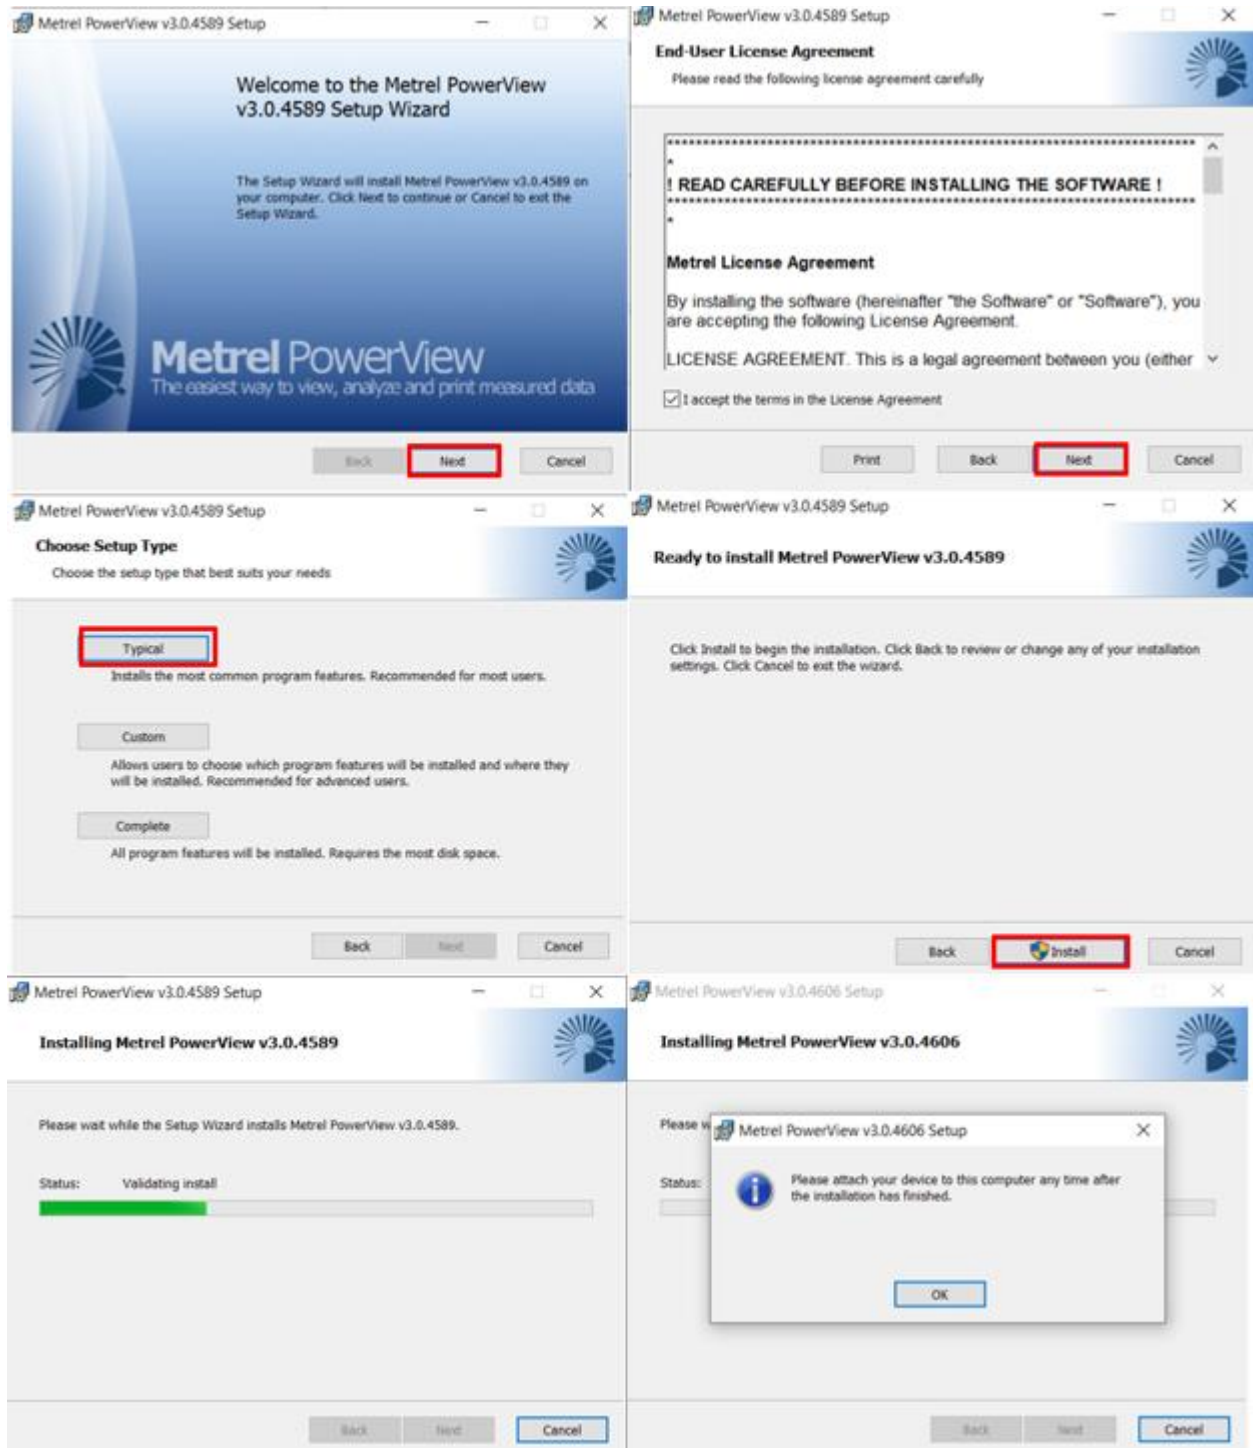 Metrel PowerView v3.0.4589 Setup
Welcome to the Metrel PowerView
v3.0.4589 Setup Wizard
The Setup Wizard will install Metrel PowerView v3.0.4589 on
your computer. Click Next to continue or Cancel to exit the
Setup Wizard.
Metrel PowerView
The easiest way to view, analyze and print measured data
Back Next Cancel
Metrel PowerView v3.0.4589 Setup
End-User License Agreement
Please read the following license agreement carefully
*
! READ CAREFULLY BEFORE INSTALLING THE SOFTWARE !
*
Metrel License Agreement
By installing the software (hereinafter "the Software" or "Software"), you
are accepting the following License Agreement.
LICENSE AGREEMENT. This is a legal agreement between you (either
I accept the terms in the License Agreement
Print Back Next Cancel
Metrel PowerView v3.0.4589 Setup
Choose Setup Type
Choose the setup type that best suits your needs
Typical
Installs the most common program features. Recommended for most users.
Custom
Allows users to choose which program features will be installed and where they
will be installed. Recommended for advanced users.
Complete
All program features will be installed. Requires the most disk space.
Back Next Cancel
Metrel PowerView v3.0.4589 Setup
Ready to install Metrel PowerView v3.0.4589
Click Install to begin the installation. Click Back to review or change any of your installation
settings. Click Cancel to exit the wizard.
Back Install Cancel
Metrel PowerView v3.0.4589 Setup
Installing Metrel PowerView v3.0.4589
Please wait while the Setup Wizard installs Metrel PowerView v3.0.4589.
Status: Validating install
Back Next Cancel
Metrel PowerView v3.0.4606 Setup
Installing Metrel PowerView v3.0.4606
Please w
Status:
Metrel PowerView v3.0.4606 Setup
Please attach your device to this computer any time after
the installation has finished.
OK
Back Next Cancel